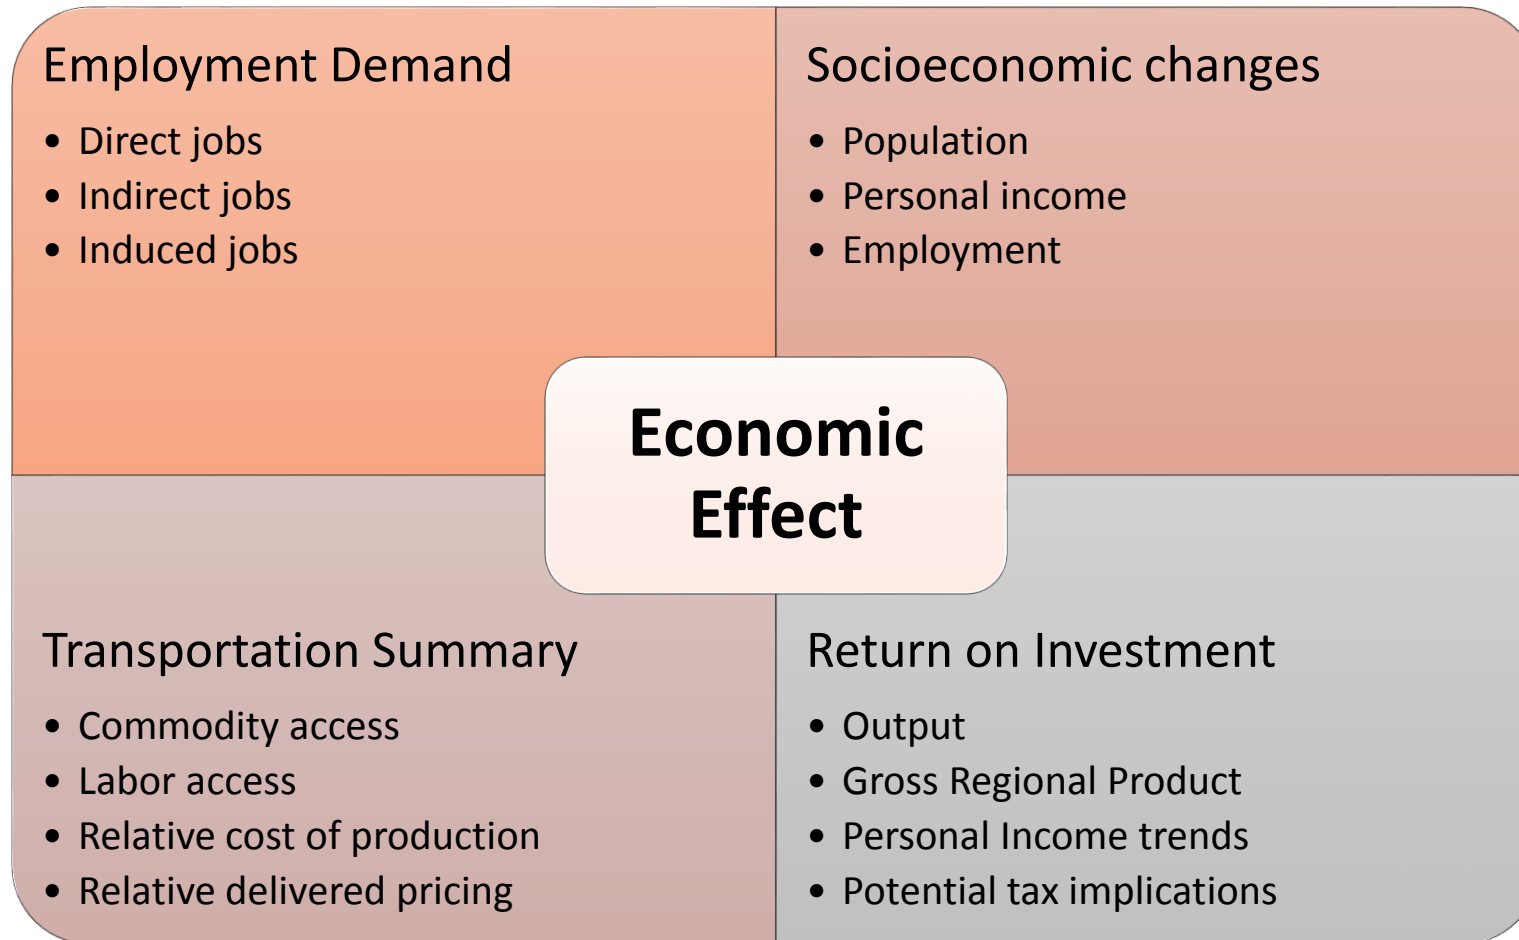 Employment Demand
• Direct jobs
• Indirect jobs
• Induced jobs
Socioeconomic changes
• Population
• Personal income
• Employment
Economic
Effect
Transportation Summary
• Commodity access
• Labor access
• Relative cost of production
• Relative delivered pricing
Return on Investment
• Output
• Gross Regional Product
• Personal Income trends
• Potential tax implications